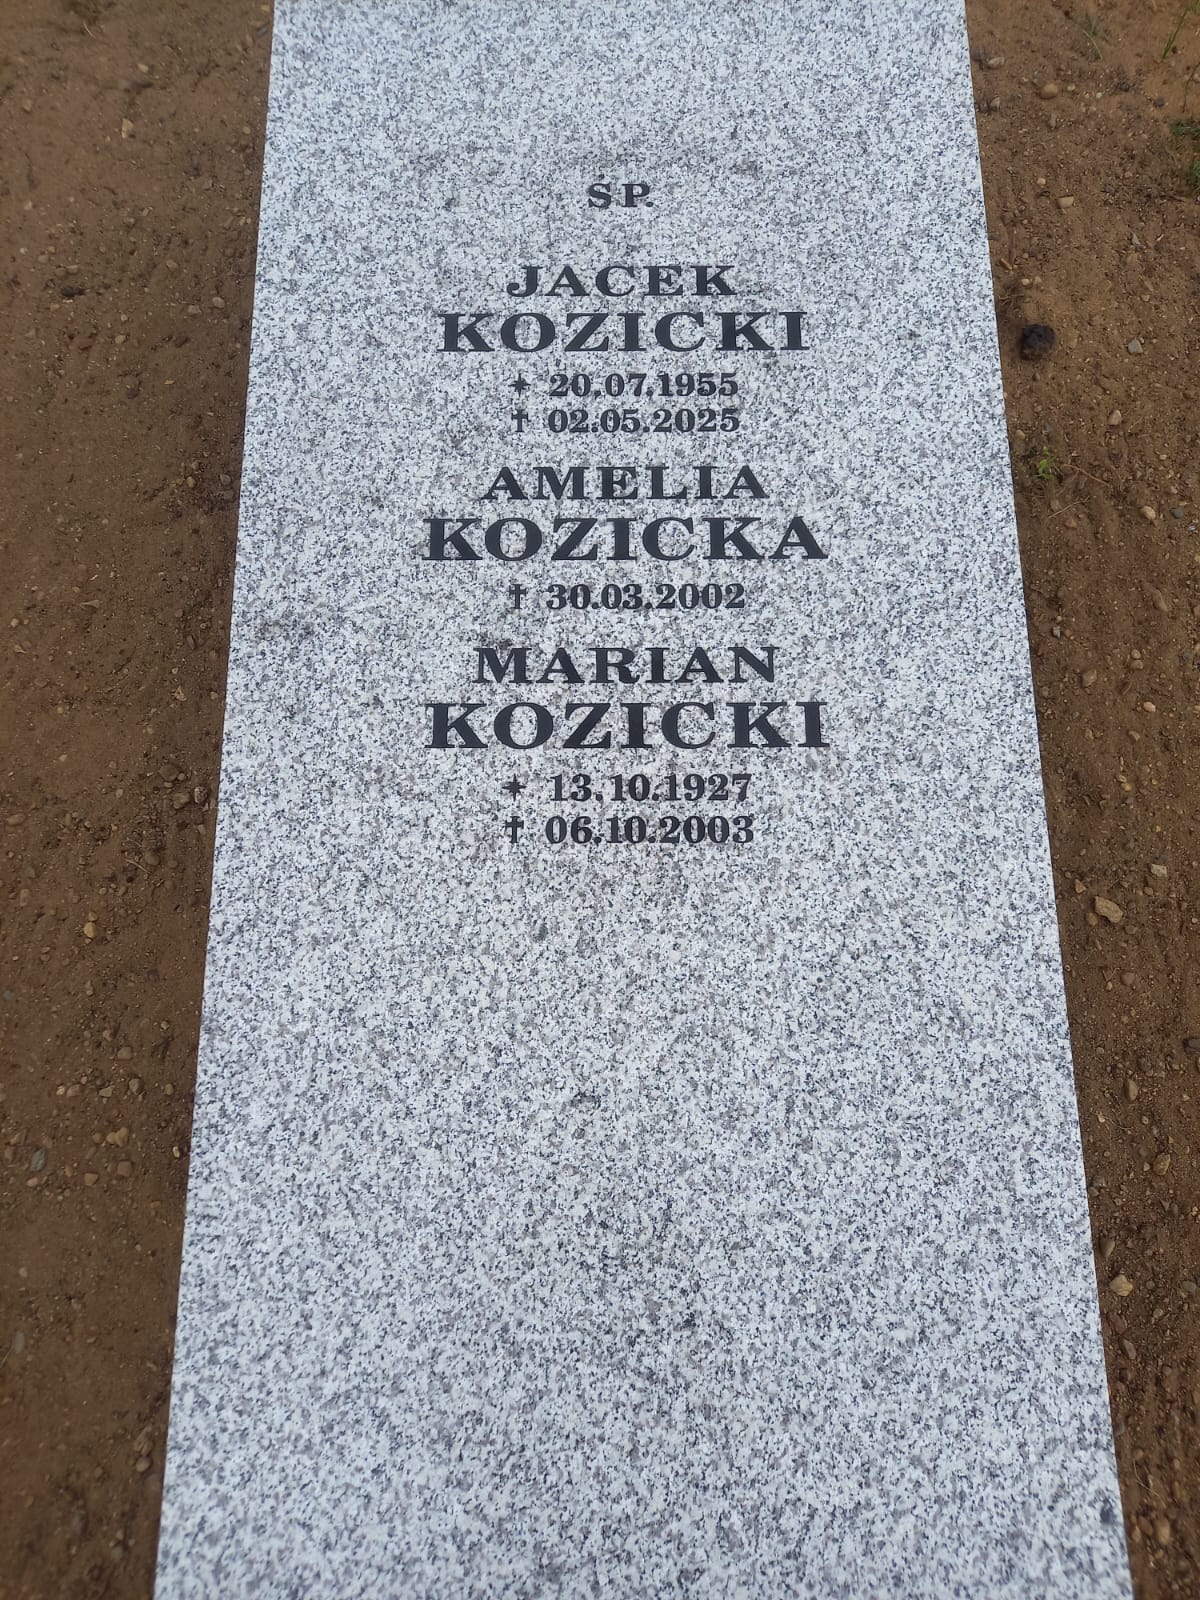 ŚP.
JACEK
KOZICKI
✶ 20.07.1955
† 02.05.2025
AMELIA
KOZICKA
† 30.03.2002
MARIAN
KOZICKI
✶ 13.10.1927
† 06.10.2003